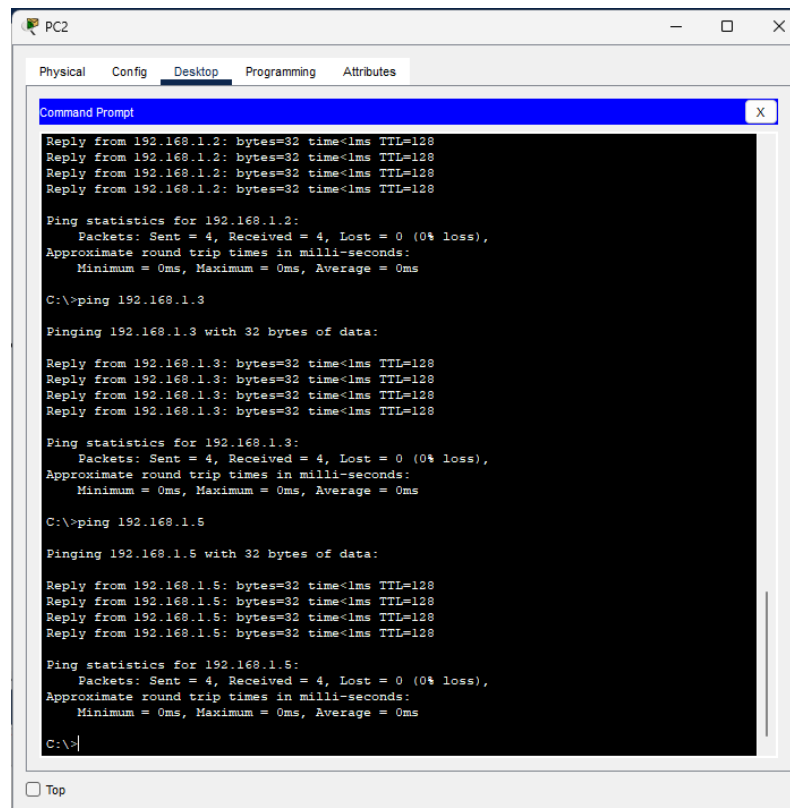 PC2
Physical Config Desktop Programming Attributes
Command Prompt
X
Reply from 192.168.1.2: bytes=32 time<1ms TTL=128
Reply from 192.168.1.2: bytes=32 time<1ms TTL=128
Reply from 192.168.1.2: bytes=32 time<1ms TTL=128
Reply from 192.168.1.2: bytes=32 time<1ms TTL=128
Ping statistics for 192.168.1.2:
Packets: Sent = 4, Received = 4, Lost = 0 (0% loss),
Approximate round trip times in milli-seconds:
Minimum = 0ms, Maximum = 0ms, Average = 0ms
C:\>ping 192.168.1.3
Pinging 192.168.1.3 with 32 bytes of data:
Reply from 192.168.1.3: bytes=32 time<1ms TTL=128
Reply from 192.168.1.3: bytes=32 time<1ms TTL=128
Reply from 192.168.1.3: bytes=32 time<1ms TTL=128
Reply from 192.168.1.3: bytes=32 time<1ms TTL=128
Ping statistics for 192.168.1.3:
Packets: Sent = 4, Received = 4, Lost = 0 (0% loss),
Approximate round trip times in milli-seconds:
Minimum = 0ms, Maximum = 0ms, Average = 0ms
C:\>ping 192.168.1.5
Pinging 192.168.1.5 with 32 bytes of data:
Reply from 192.168.1.5: bytes=32 time<1ms TTL=128
Reply from 192.168.1.5: bytes=32 time<1ms TTL=128
Reply from 192.168.1.5: bytes=32 time<1ms TTL=128
Reply from 192.168.1.5: bytes=32 time<1ms TTL=128
Ping statistics for 192.168.1.5:
Packets: Sent = 4, Received = 4, Lost = 0 (0% loss),
Approximate round trip times in milli-seconds:
Minimum = 0ms, Maximum = 0ms, Average = 0ms
C:\>
Top